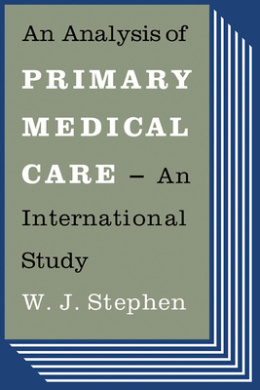 An Analysis of
PRIMARY
MEDICAL
CARE – An
International
Study
W. J. Stephen